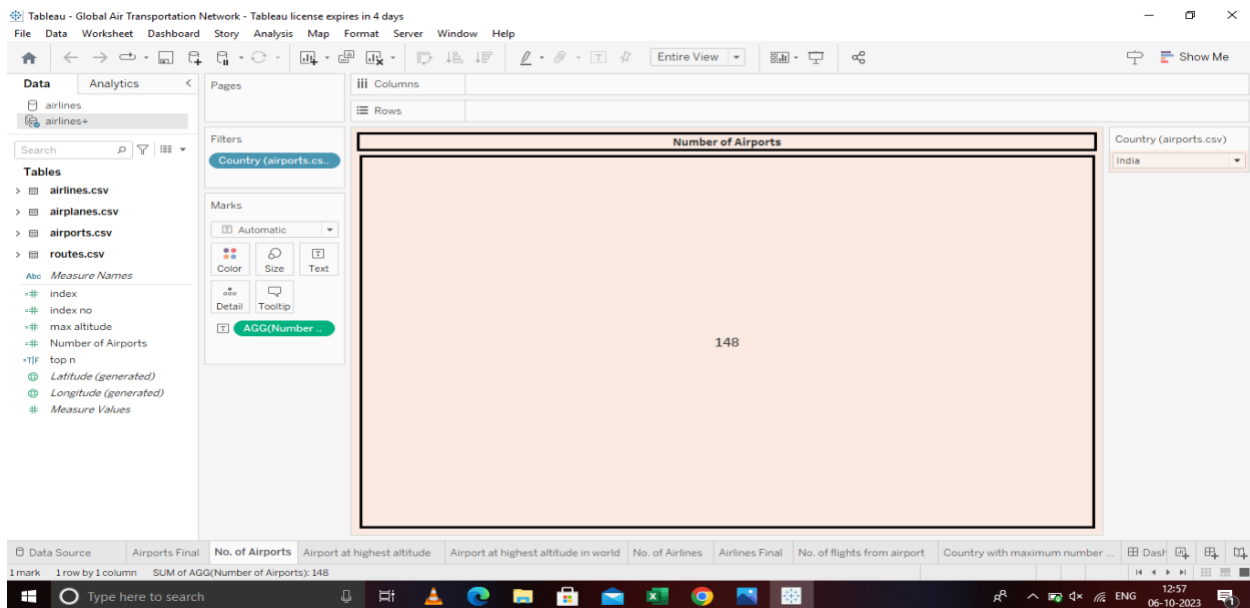 Tableau - Global Air Transportation Network - Tableau license expires in 4 days
File Data Worksheet Dashboard Story Analysis Map Format Server Window Help
Entire View
Show Me
Data Analytics
airlines
airlines+
Search
Tables
airlines.csv
airplanes.csv
airports.csv
routes.csv
Abc Measure Names
=# index
=# index no
=# max altitude
=# Number of Airports
=T|F top n
Latitude (generated)
Longitude (generated)
# Measure Values
Pages
Filters
Country (airports.cs..
Marks
Automatic
Color Size Text
Detail Tooltip
AGG(Number ..
Columns
Rows
Number of Airports
148
Country (airports.csv)
India
Data Source Airports Final No. of Airports Airport at highest altitude Airport at highest altitude in world No. of Airlines Airlines Final No. of flights from airport Country with maximum number ... Dash
1 mark 1 row by 1 column SUM of AGG(Number of Airports): 148
Type here to search
ENG
12:57
06-10-2023
1